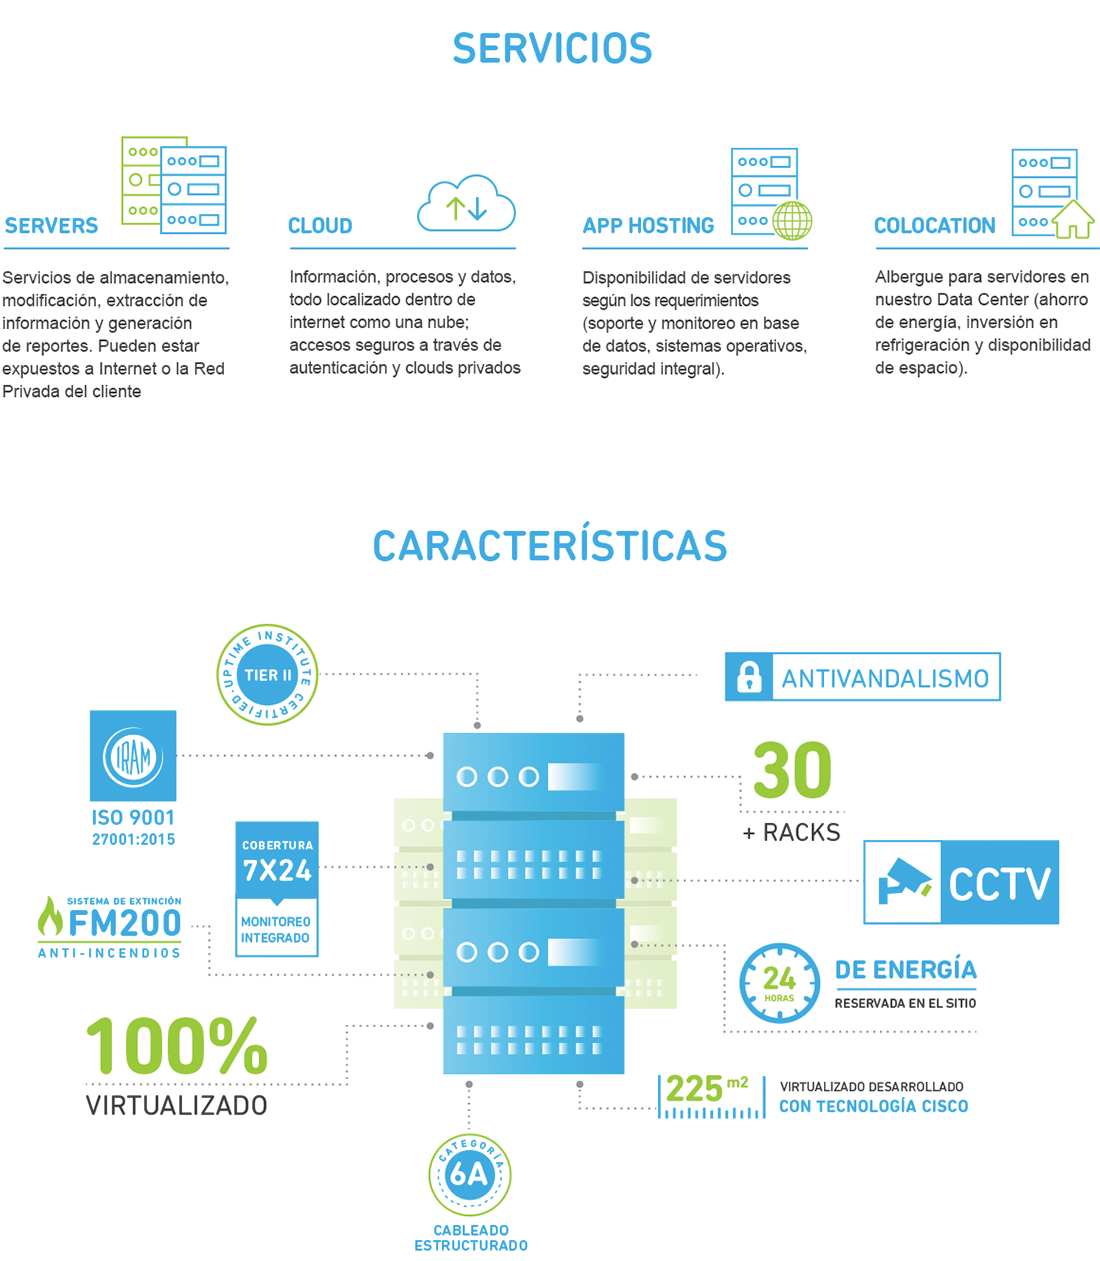 SERVICIOS
SERVERS
Servicios de almacenamiento,
modificación, extracción de
información y generación
de reportes. Pueden estar
expuestos a Internet o la Red
Privada del cliente
CLOUD
Información, procesos y datos,
todo localizado dentro de
internet como una nube;
accesos seguros a través de
autenticación y clouds privados
APP HOSTING
Disponibilidad de servidores
según los requerimientos
(soporte y monitoreo en base
de datos, sistemas operativos,
seguridad integral).
COLOCATION
Albergue para servidores en
nuestro Data Center (ahorro
de energía, inversión en
refrigeración y disponibilidad
de espacio).
CARACTERÍSTICAS
UPTIME INSTITUTE
TIER II
CERTIFIED
ANTIVANDALISMO
IRAM
ISO 9001
27001:2015
30
+ RACKS
COBERTURA
7X24
MONITOREO
INTEGRADO
CCTV
SISTEMA DE EXTINCIÓN
FM200
ANTI-INCENDIOS
24
HORAS
DE ENERGÍA
RESERVADA EN EL SITIO
100%
VIRTUALIZADO
225 m2
VIRTUALIZADO DESARROLLADO
CON TECNOLOGÍA CISCO
CATEGORÍA
6A
CABLEADO
ESTRUCTURADO